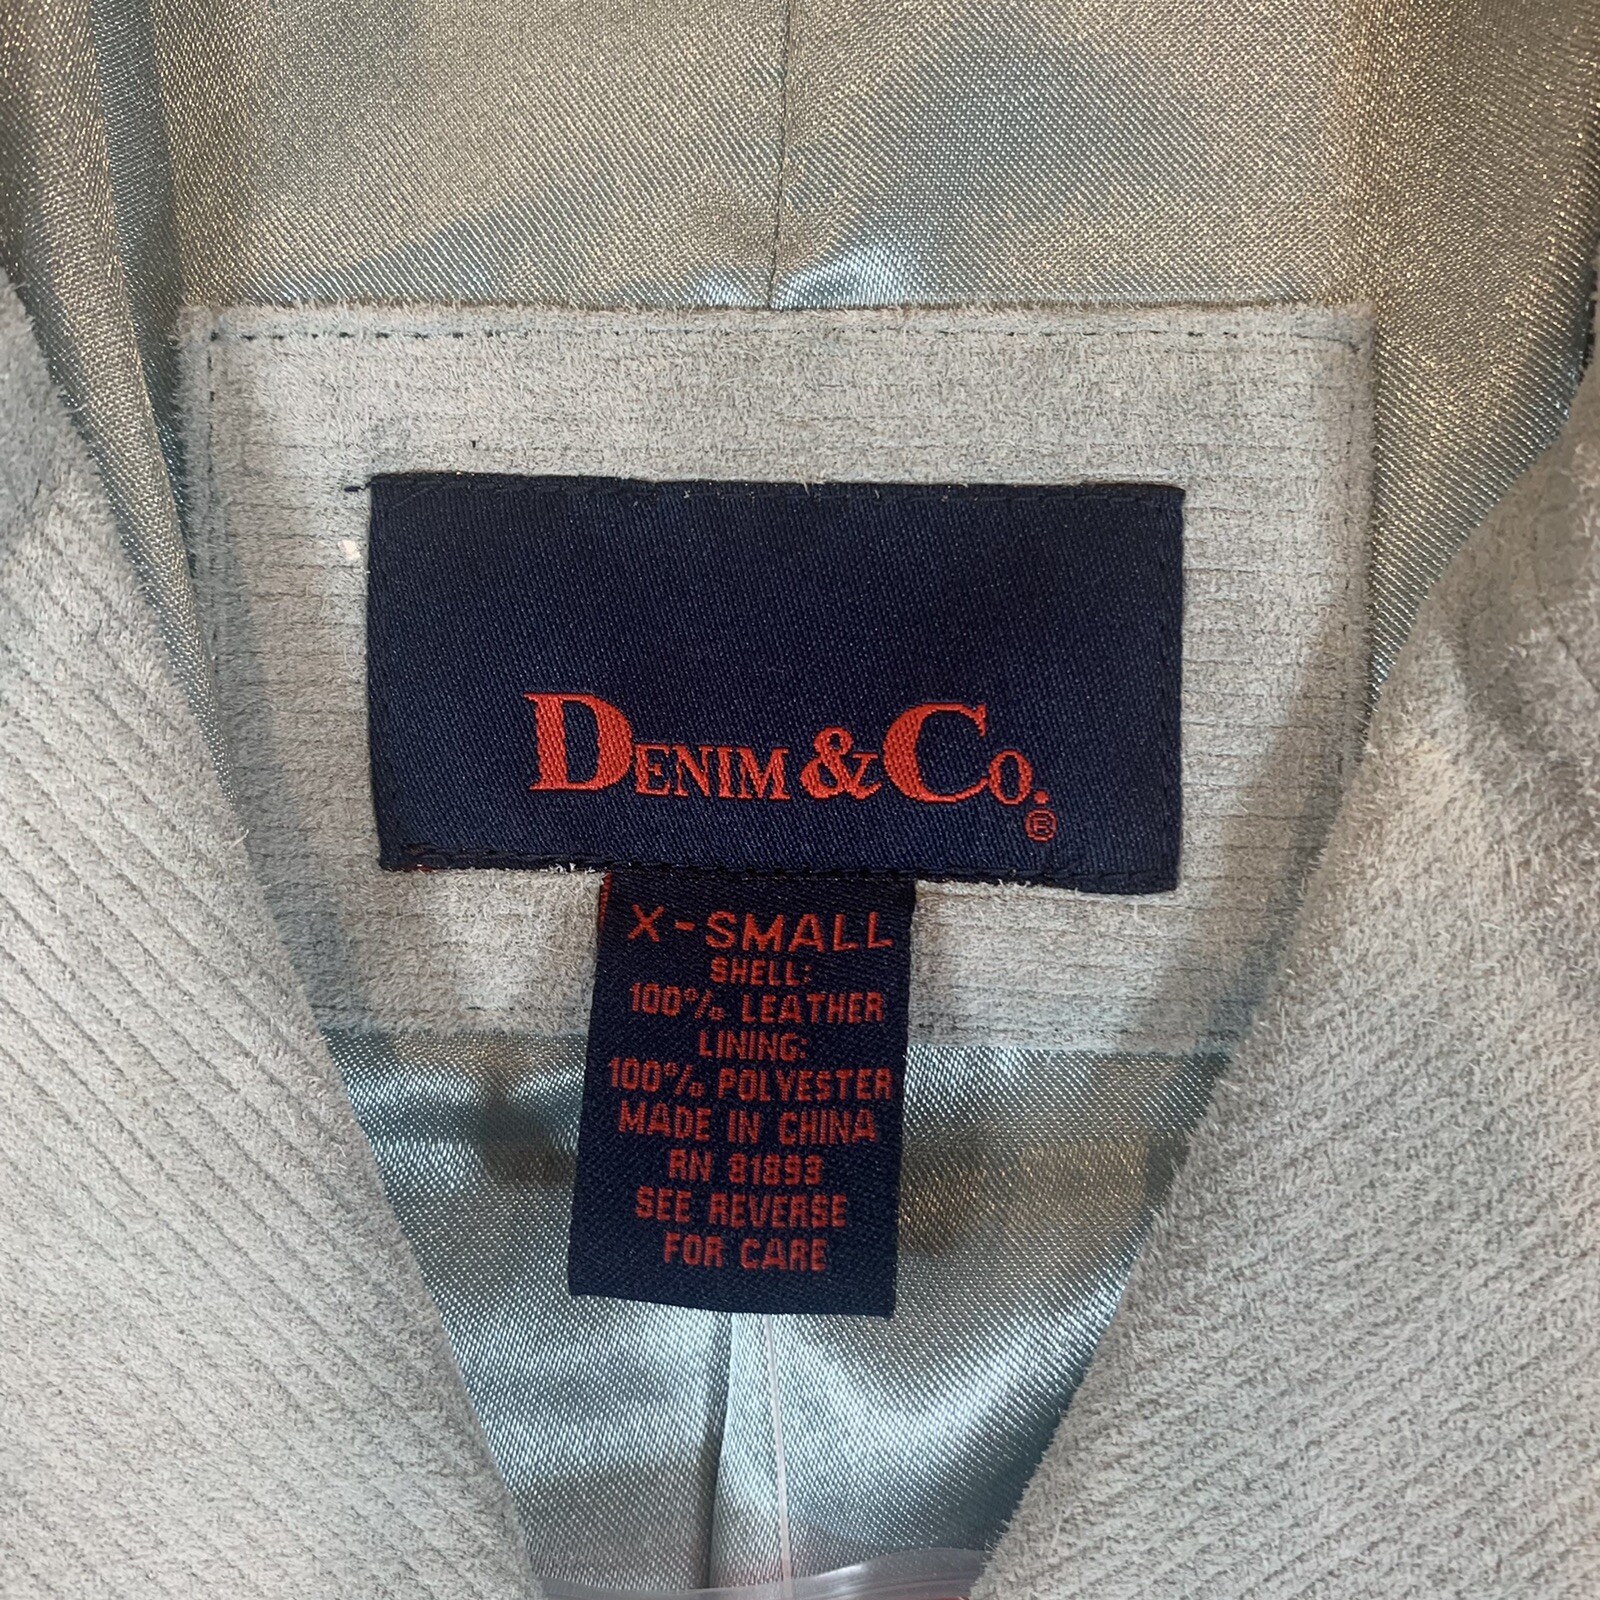 DENIM & CO.®
X-SMALL
SHELL:
100% LEATHER
LINING:
100% POLYESTER
MADE IN CHINA
RN 81893
SEE REVERSE
FOR CARE